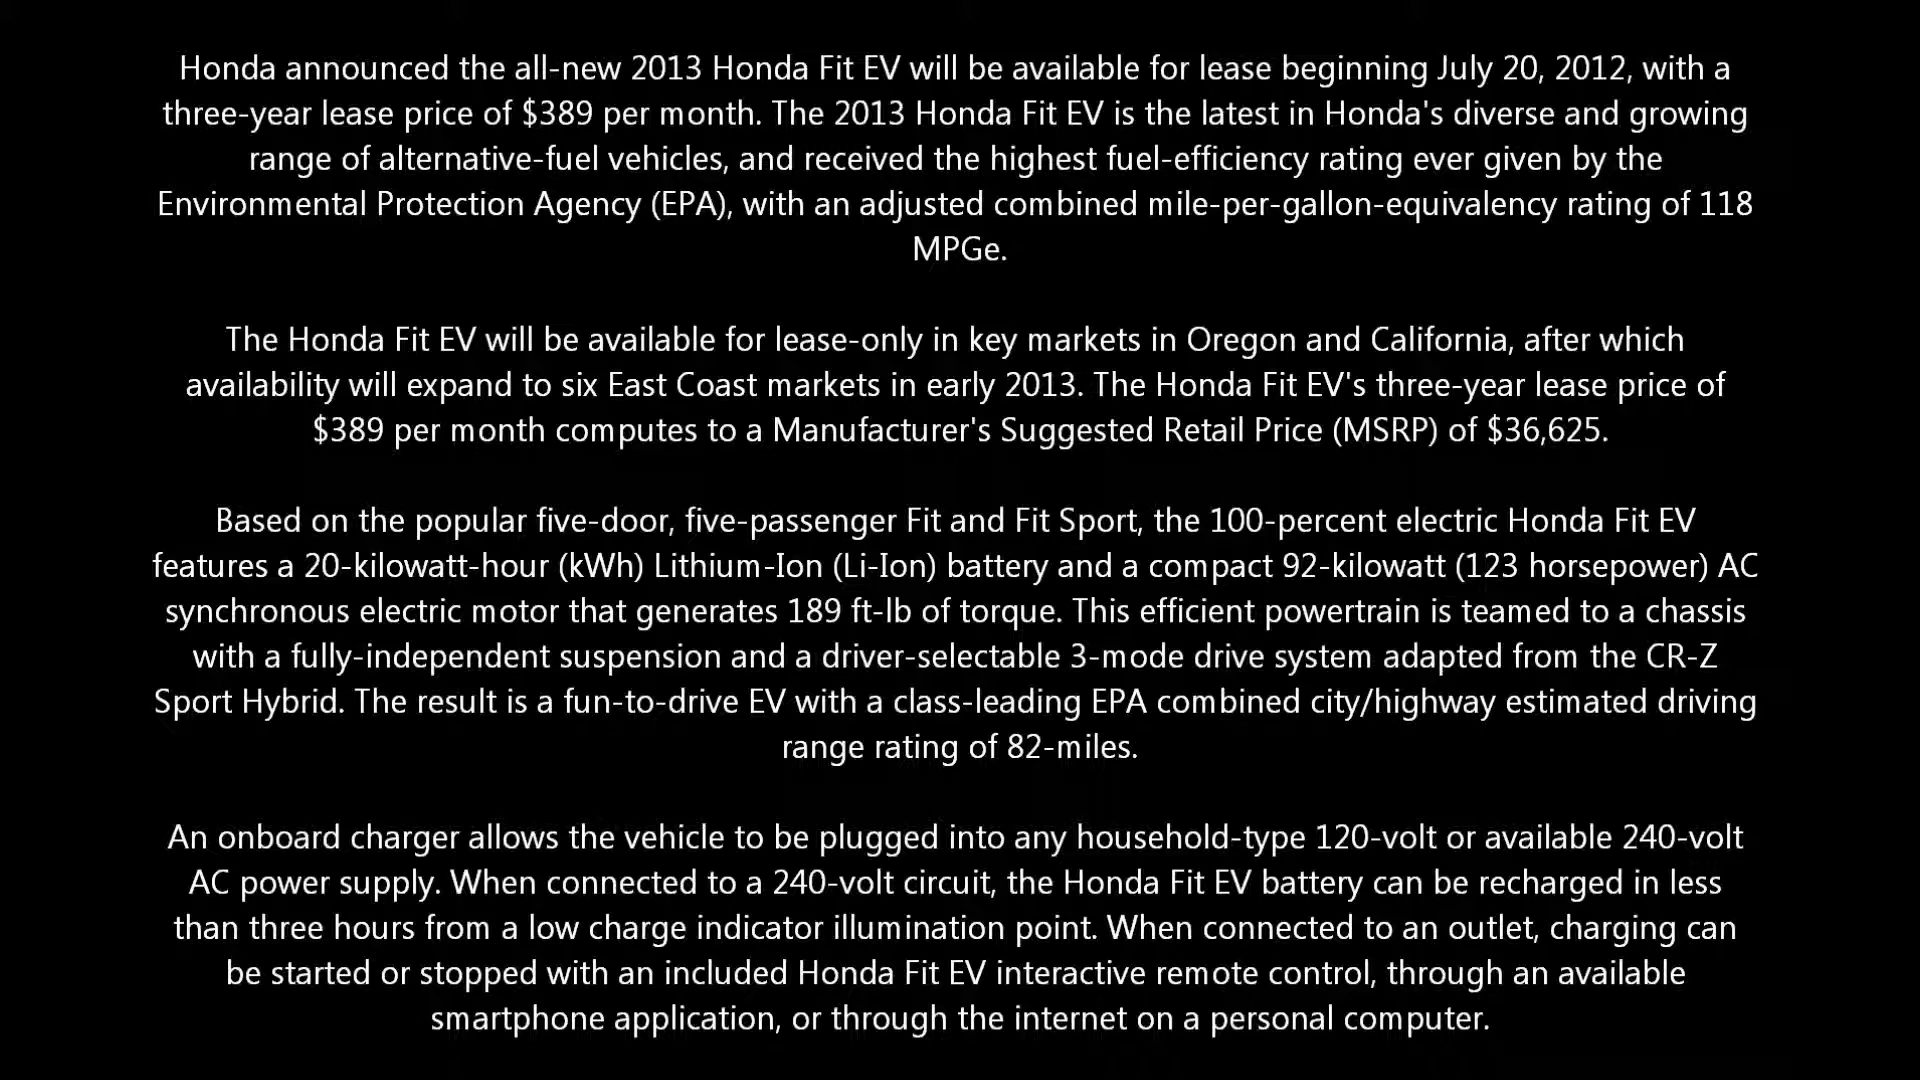 Honda announced the all-new 2013 Honda Fit EV will be available for lease beginning July 20, 2012, with a
three-year lease price of $389 per month. The 2013 Honda Fit EV is the latest in Honda's diverse and growing
range of alternative-fuel vehicles, and received the highest fuel-efficiency rating ever given by the
Environmental Protection Agency (EPA), with an adjusted combined mile-per-gallon-equivalency rating of 118
MPGe.
The Honda Fit EV will be available for lease-only in key markets in Oregon and California, after which
availability will expand to six East Coast markets in early 2013. The Honda Fit EV's three-year lease price of
$389 per month computes to a Manufacturer's Suggested Retail Price (MSRP) of $36,625.
Based on the popular five-door, five-passenger Fit and Fit Sport, the 100-percent electric Honda Fit EV
features a 20-kilowatt-hour (kWh) Lithium-Ion (Li-Ion) battery and a compact 92-kilowatt (123 horsepower) AC
synchronous electric motor that generates 189 ft-lb of torque. This efficient powertrain is teamed to a chassis
with a fully-independent suspension and a driver-selectable 3-mode drive system adapted from the CR-Z
Sport Hybrid. The result is a fun-to-drive EV with a class-leading EPA combined city/highway estimated driving
range rating of 82-miles.
An onboard charger allows the vehicle to be plugged into any household-type 120-volt or available 240-volt
AC power supply. When connected to a 240-volt circuit, the Honda Fit EV battery can be recharged in less
than three hours from a low charge indicator illumination point. When connected to an outlet, charging can
be started or stopped with an included Honda Fit EV interactive remote control, through an available
smartphone application, or through the internet on a personal computer.